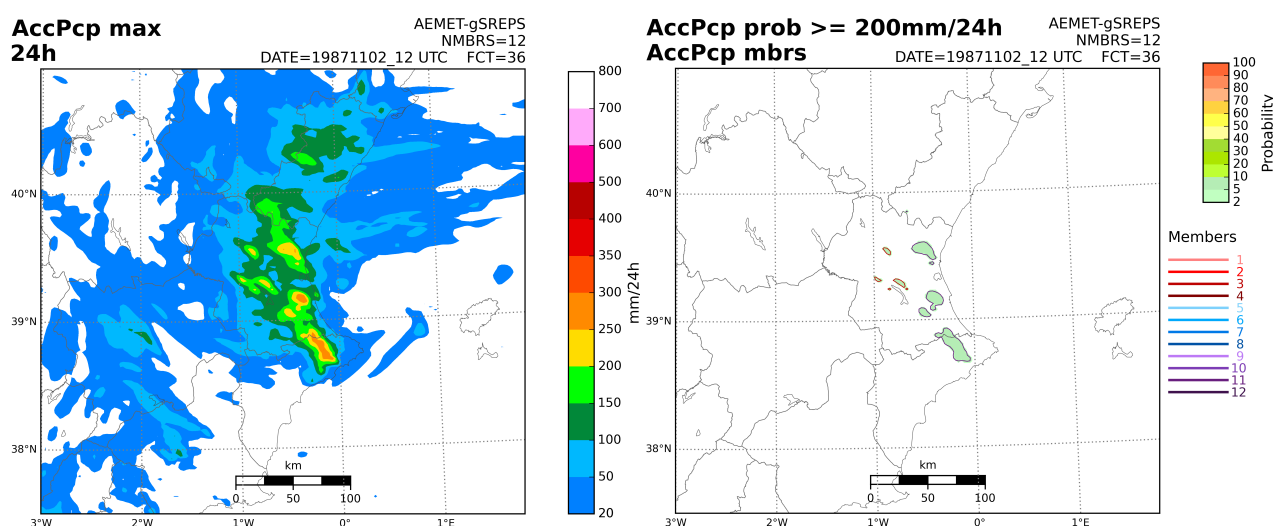 AccPcp max
24h
AEMET-gSREPS
NMBRS=12
DATE=19871102_12 UTC FCT=36
40°N
39°N
38°N
3°W
2°W
1°W
0°
1°E
km
0
50
100
800
700
600
500
400
300
250
200
150
100
50
20
mm/24h
AccPcp prob >= 200mm/24h
AccPcp mbrs
AEMET-gSREPS
NMBRS=12
DATE=19871102_12 UTC FCT=36
40°N
39°N
38°N
3°W
2°W
1°W
0°
1°E
km
0
50
100
100
90
80
70
60
50
40
30
20
10
5
2
Probability
Members
1
2
3
4
5
6
7
8
9
10
11
12